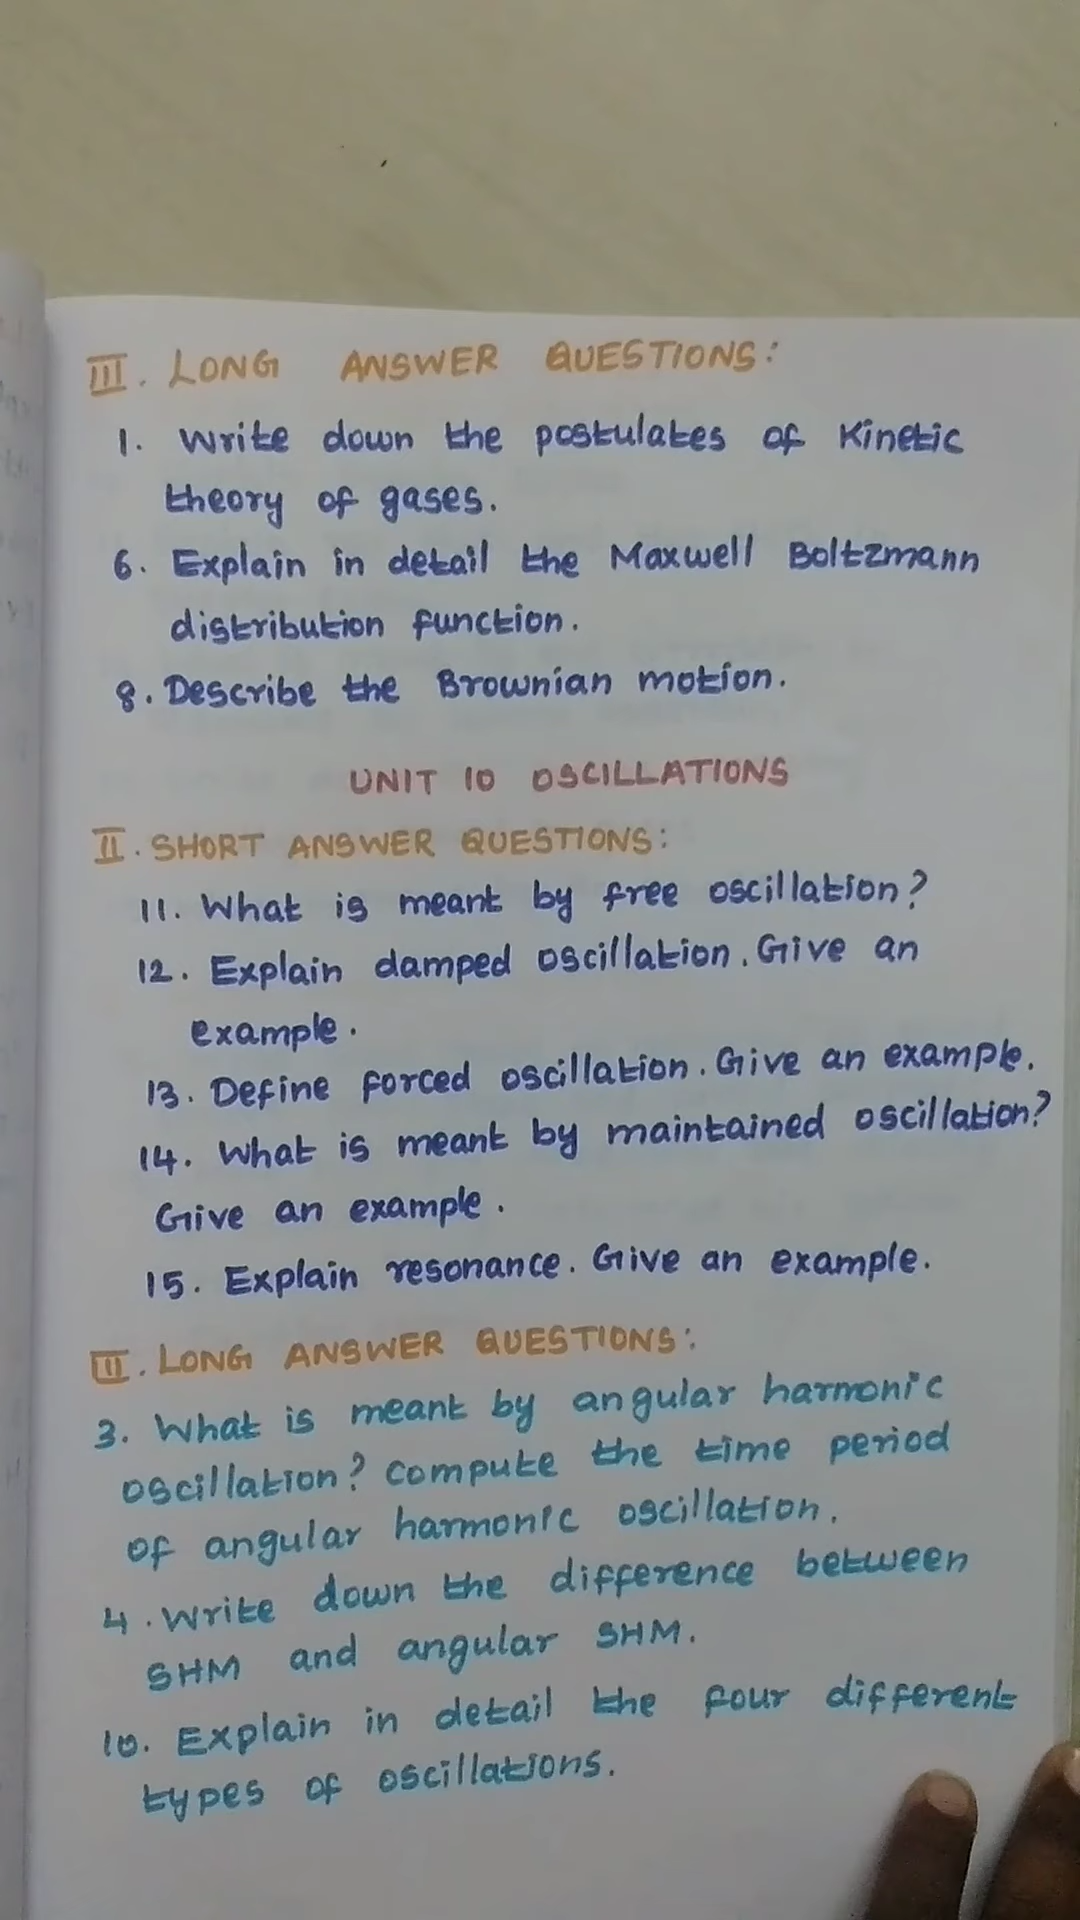 III. LONG ANSWER QUESTIONS:
1. Write down the postulates of Kinetic
theory of gases.
6. Explain in detail the Maxwell Boltzmann
distribution function.
8. Describe the Brownian motion.
UNIT 10 OSCILLATIONS
II. SHORT ANSWER QUESTIONS:
11. What is meant by free oscillation?
12. Explain damped oscillation. Give an
example.
13. Define forced oscillation. Give an example.
14. What is meant by maintained oscillation?
Give an example.
15. Explain resonance. Give an example.
III. LONG ANSWER QUESTIONS:
3. What is meant by angular harmonic
oscillation? Compute the time period
of angular harmonic oscillation.
4. Write down the difference between
SHM and angular SHM.
10. Explain in detail the four different
types of oscillations.